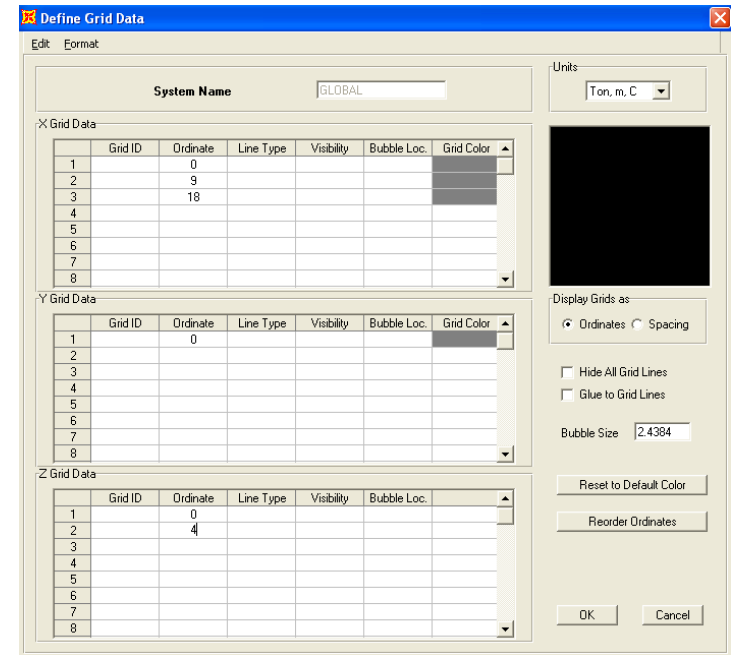 Define Grid Data
Edit Format
Units
System Name GLOBAL Ton, m, C
X Grid Data
Grid ID Ordinate Line Type Visibility Bubble Loc. Grid Color
1 0
2 9
3 18
4
5
6
7
8
Y Grid Data
Display Grids as
Grid ID Ordinate Line Type Visibility Bubble Loc. Grid Color
Ordinates Spacing
1 0
2
3
Hide All Grid Lines
4
Glue to Grid Lines
5
6
7
Bubble Size 2.4384
8
Z Grid Data
Reset to Default Color
Grid ID Ordinate Line Type Visibility Bubble Loc.
1 0
Reorder Ordinates
2 4
3
4
5
6
7
OK Cancel
8